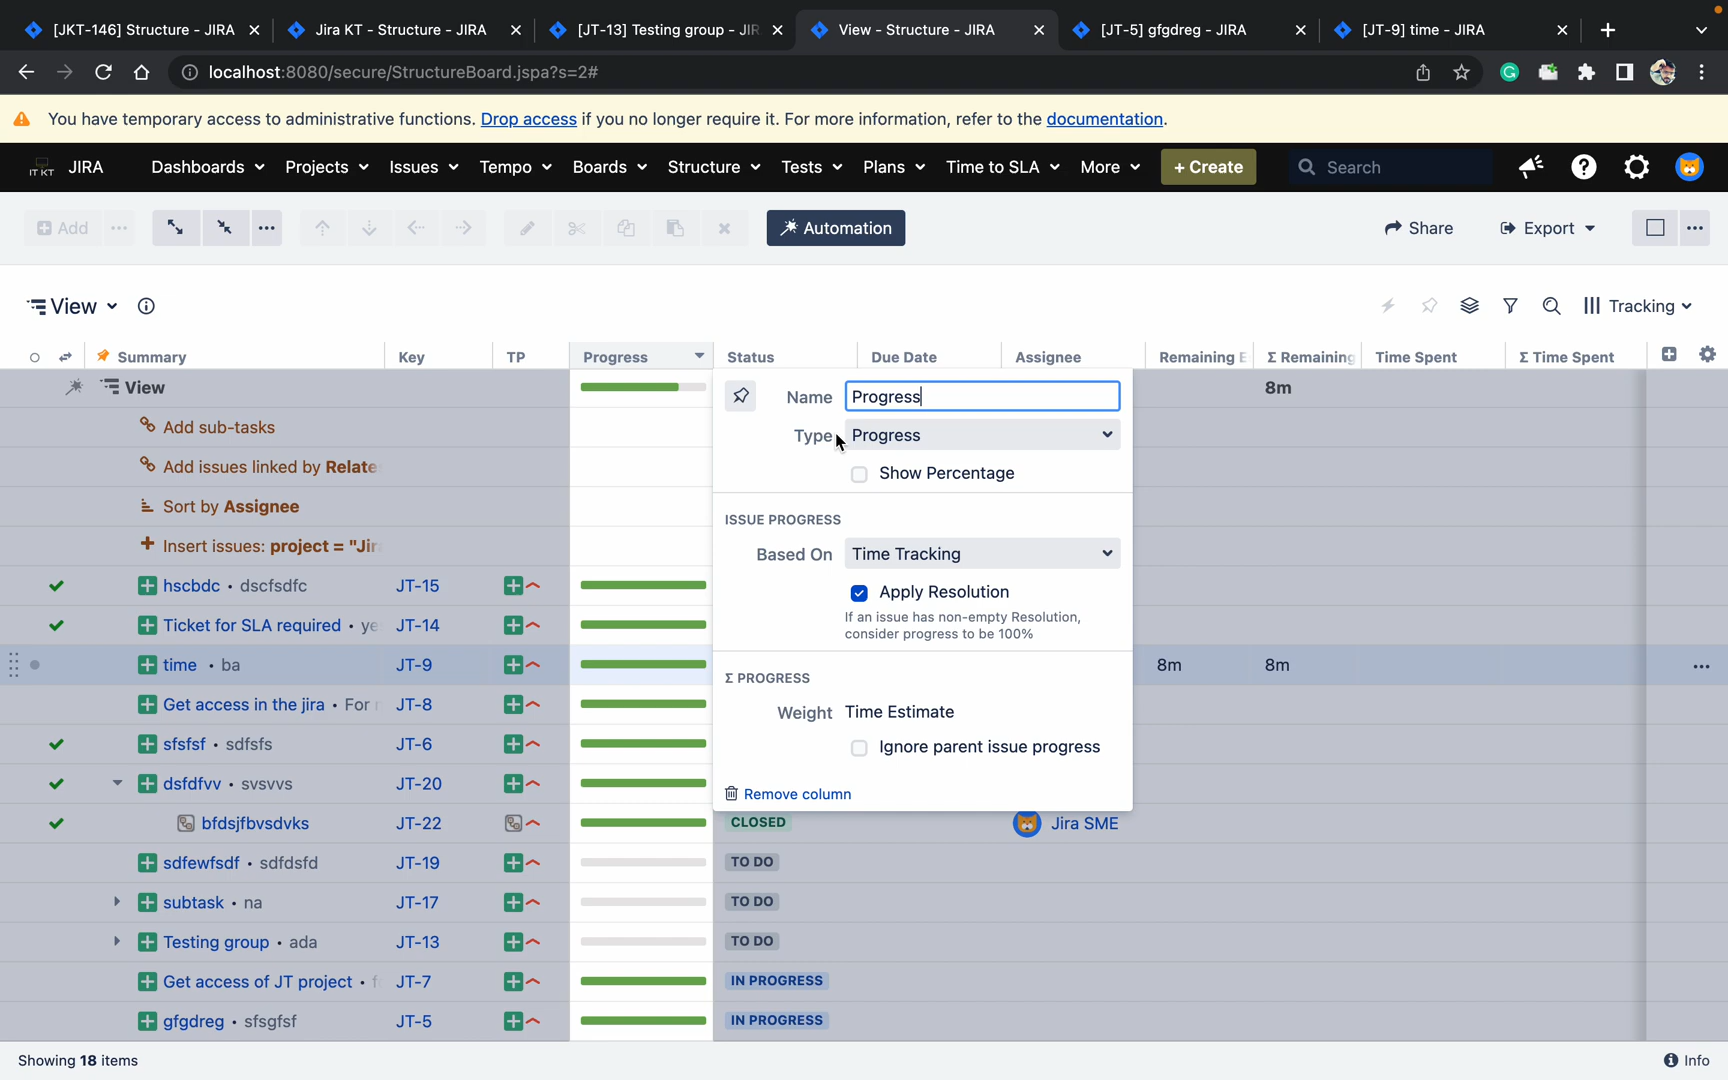 [JKT-146] Structure - JIRA
Jira KT - Structure - JIRA
[JT-13] Testing group - JIR
View - Structure - JIRA
[JT-5] gfgdreg - JIRA
[JT-9] time - JIRA
localhost:8080/secure/StructureBoard.jspa?s=2#
You have temporary access to administrative functions. Drop access if you no longer require it. For more information, refer to the documentation.
IT KT JIRA Dashboards Projects Issues Tempo Boards Structure Tests Plans Time to SLA More + Create Search
Add Automation Share Export
View Tracking
Summary Key TP Progress Status Due Date Assignee Remaining E Σ Remaining Time Spent Σ Time Spent
View 8m
Name Progress
Add sub-tasks
Type Progress
Add issues linked by Relate
Show Percentage
Sort by Assignee
ISSUE PROGRESS
Insert issues: project = "Jir
Based On Time Tracking
hscbdc • dscfsdfc JT-15
Apply Resolution
If an issue has non-empty Resolution,
consider progress to be 100%
Ticket for SLA required • ye JT-14
time • ba JT-9 8m 8m
Σ PROGRESS
Get access in the jira • For JT-8
Weight Time Estimate
sfsfsf • sdfsfs JT-6
Ignore parent issue progress
dsfdfvv • svsvvs JT-20
Remove column
bfdsjfbvsdvks JT-22 CLOSED Jira SME
sdfewfsdf • sdfdsfd JT-19 TO DO
subtask • na JT-17 TO DO
Testing group • ada JT-13 TO DO
Get access of JT project • f JT-7 IN PROGRESS
gfgdreg • sfsgfsf JT-5 IN PROGRESS
Showing 18 items Info